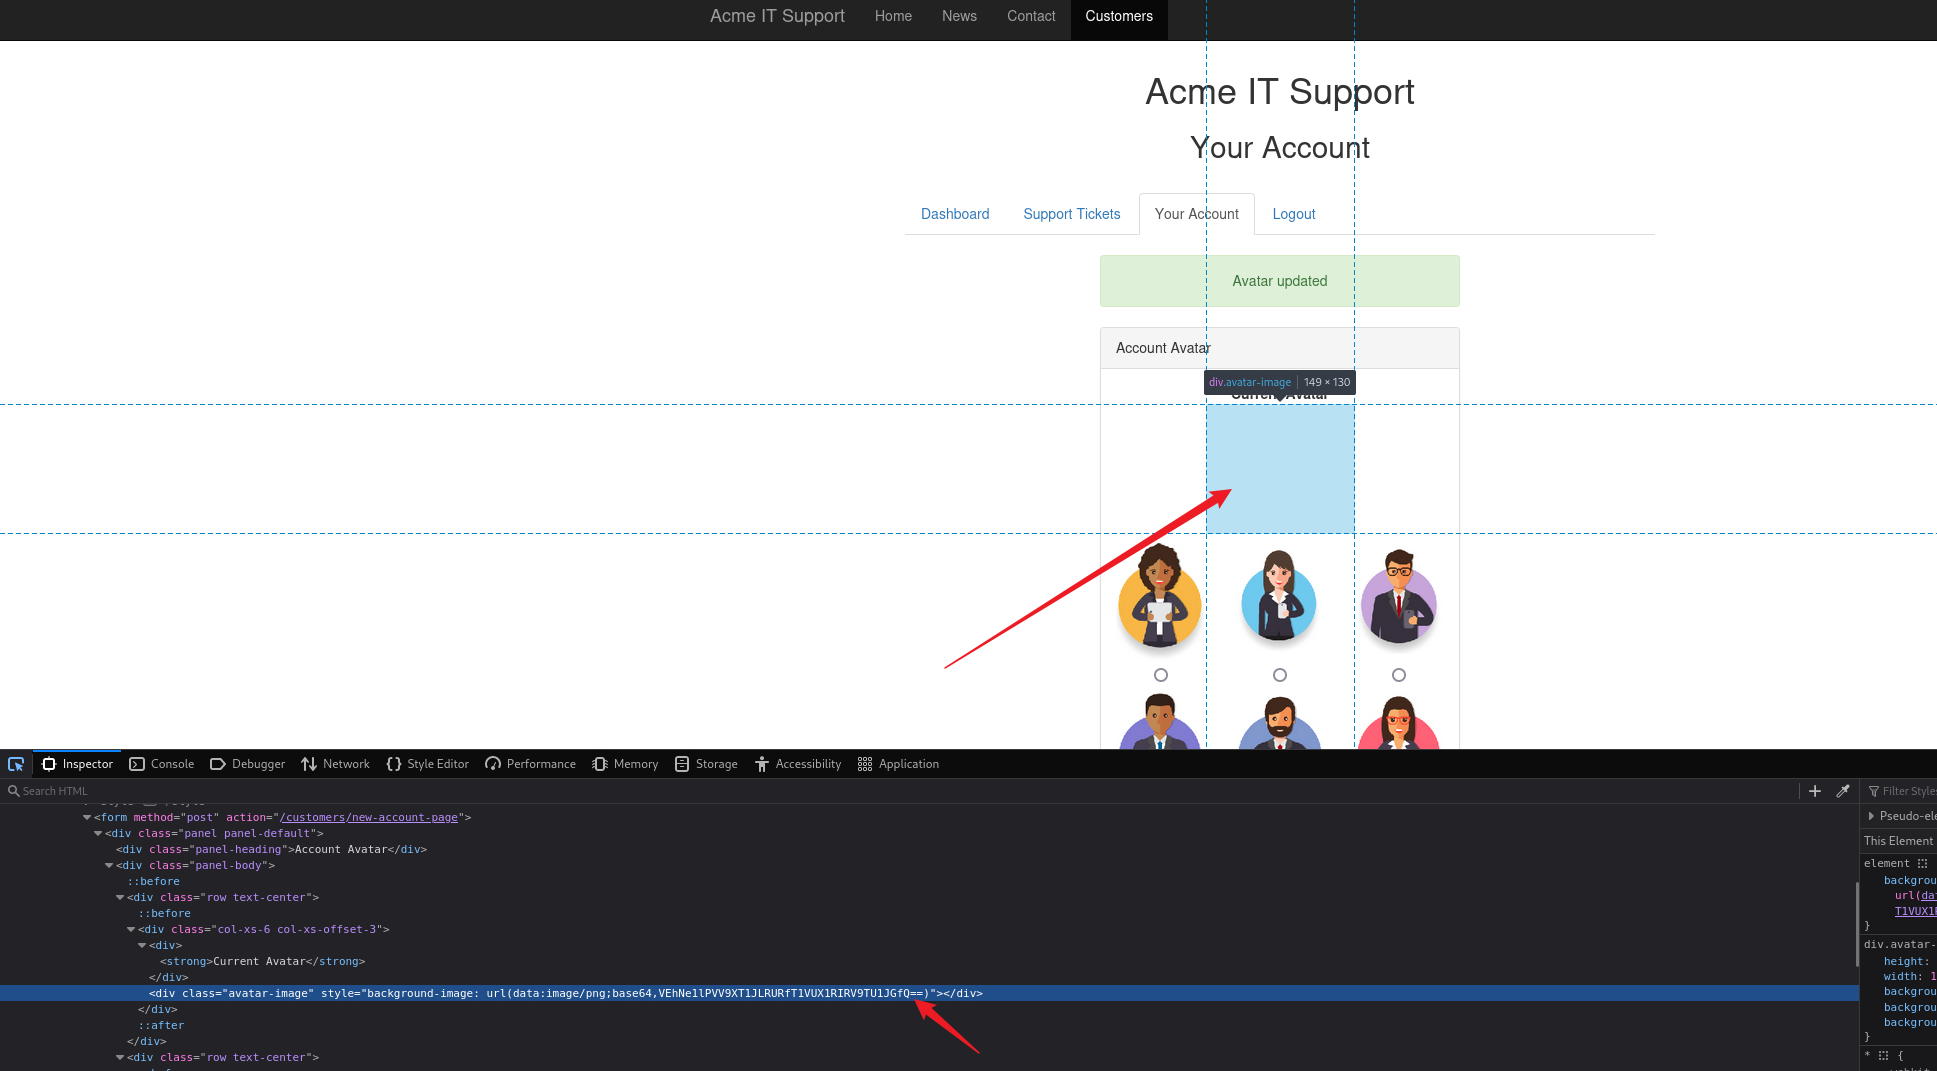 Acme IT Support Home News Contact Customers
Acme IT Support
Your Account
Dashboard Support Tickets Your Account Logout
Avatar updated
Account Avatar
div.avatar-image 149 × 130
Current Avatar
Inspector Console Debugger Network Style Editor Performance Memory Storage Accessibility Application
Search HTML
Filter Style
<form method="post" action="/customers/new-account-page">
<div class="panel panel-default">
<div class="panel-heading">Account Avatar</div>
<div class="panel-body">
::before
<div class="row text-center">
::before
<div class="col-xs-6 col-xs-offset-3">
<div>
<strong>Current Avatar</strong>
</div>
<div class="avatar-image" style="background-image: url(data:image/png;base64,VEhNe1lPVV9XT1JLRURfT1VUX1RIRV9TU1JGfQ==)"></div>
</div>
::after
</div>
<div class="row text-center">
Pseudo-ele
This Element
element {
backgrou
url(da
T1VUX1
}
div.avatar-
height:
width: 1
backgrou
backgrou
backgrou
}
* {